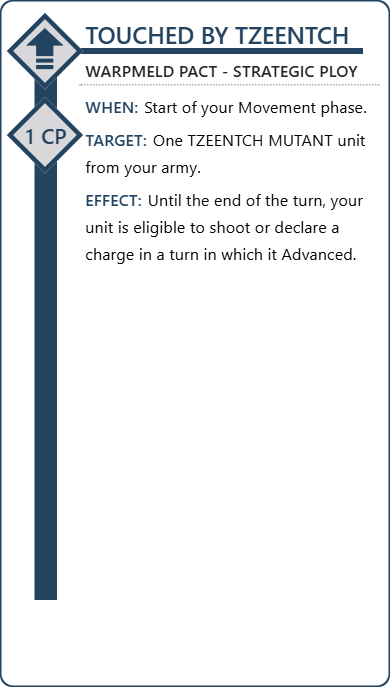 TOUCHED BY TZEENTCH
WARPMELD PACT - STRATEGIC PLOY
WHEN: Start of your Movement phase.
1 CP
TARGET: One TZEENTCH MUTANT unit
from your army.
EFFECT: Until the end of the turn, your
unit is eligible to shoot or declare a
charge in a turn in which it Advanced.